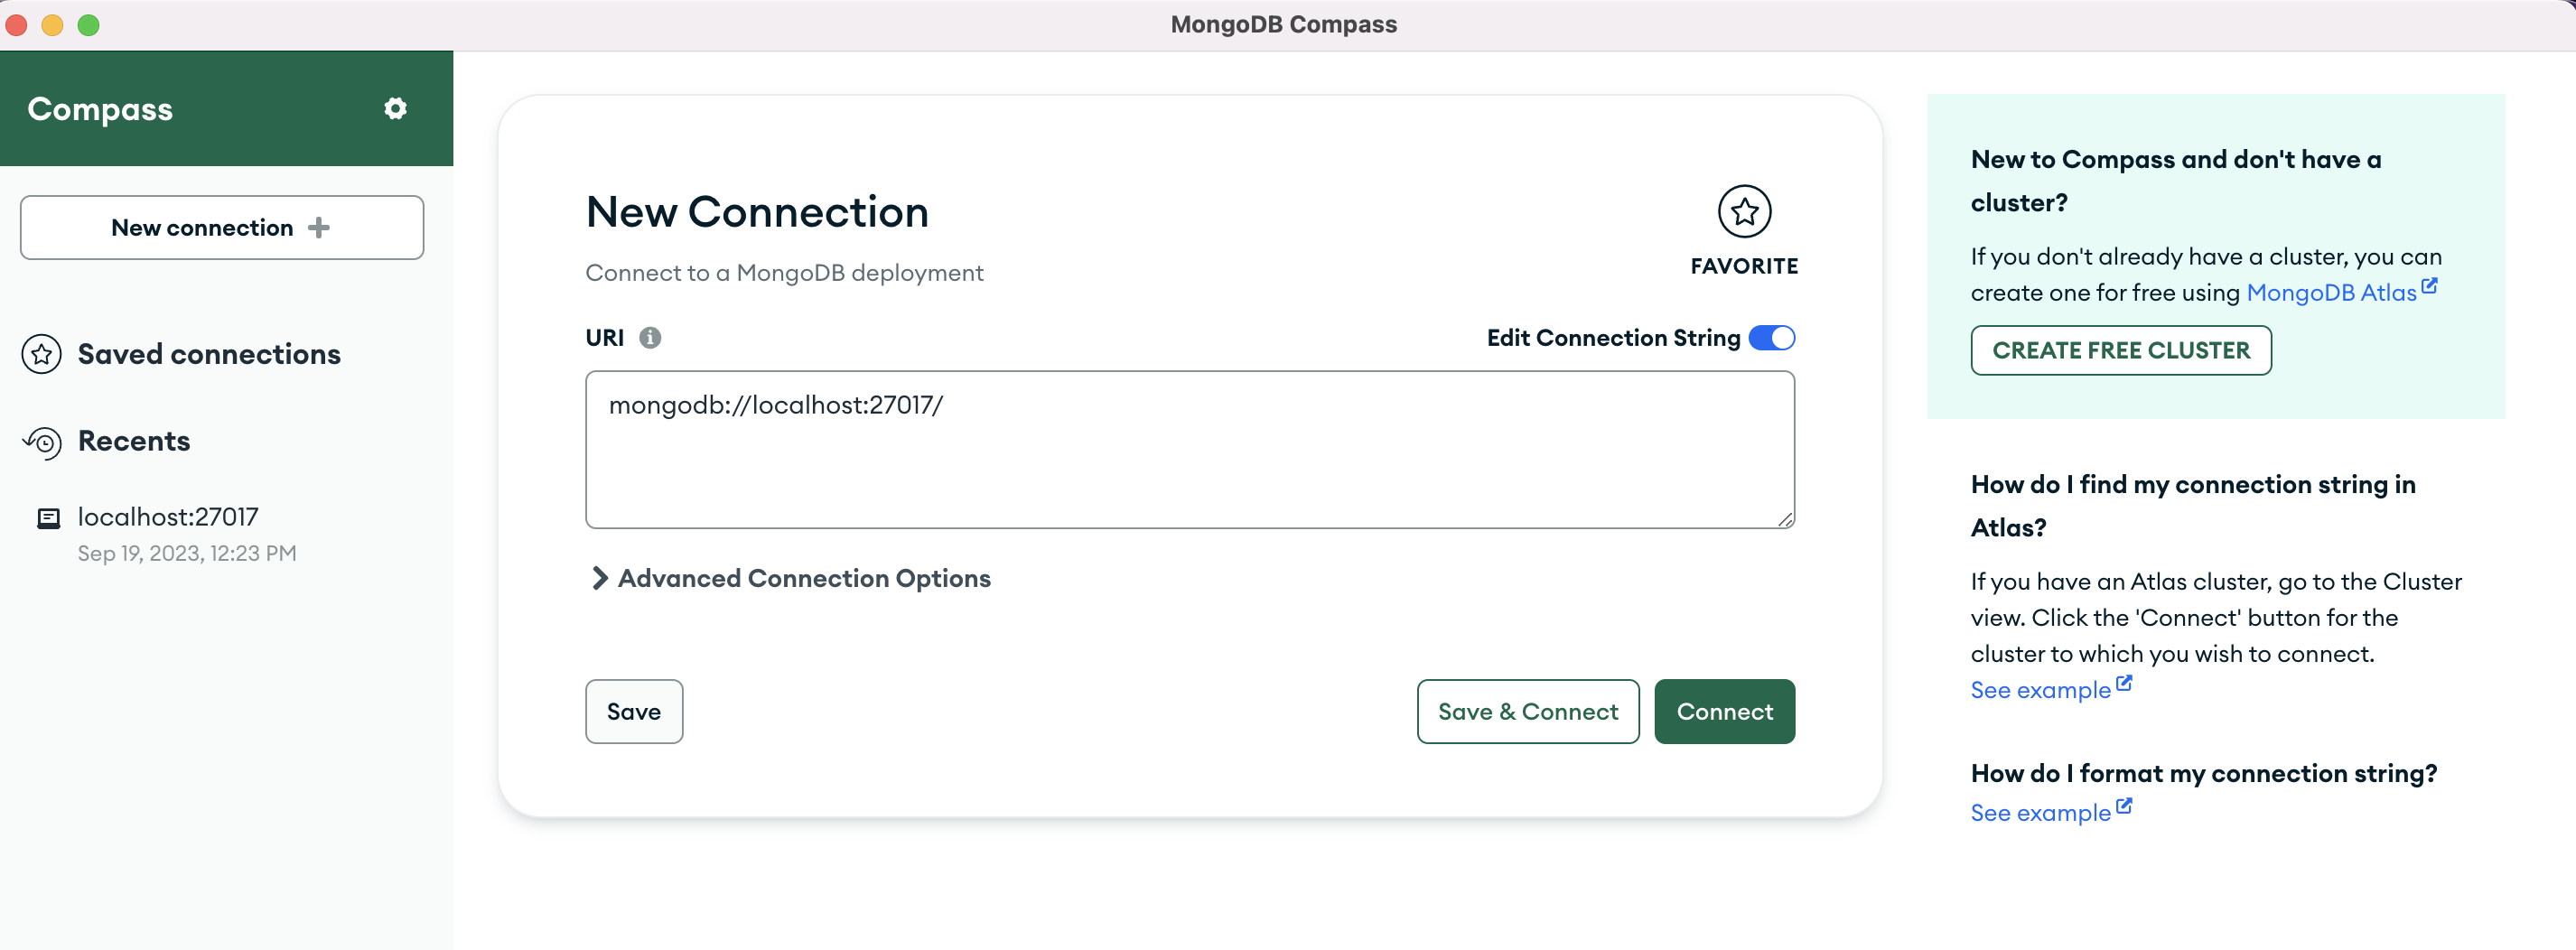 MongoDB Compass
Compass
New connection
Saved connections
Recents
localhost:27017
Sep 19, 2023, 12:23 PM
New Connection
Connect to a MongoDB deployment
FAVORITE
URI
Edit Connection String
mongodb://localhost:27017/
Advanced Connection Options
Save
Save & Connect
Connect
New to Compass and don't have a
cluster?
If you don't already have a cluster, you can
create one for free using MongoDB Atlas
CREATE FREE CLUSTER
How do I find my connection string in
Atlas?
If you have an Atlas cluster, go to the Cluster
view. Click the 'Connect' button for the
cluster to which you wish to connect.
See example
How do I format my connection string?
See example